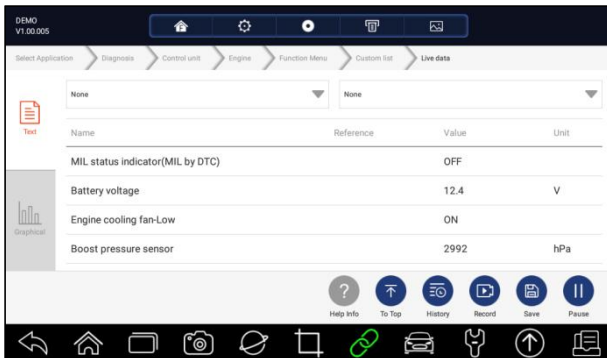 DEMO
V1.00.005
Select Application Diagnosis Control unit Engine Function Menu Custom list Live data
None None
Text
Name Reference Value Unit
MIL status indicator(MIL by DTC) OFF
Battery voltage 12.4 V
Graphical
Engine cooling fan-Low ON
Boost pressure sensor 2992 hPa
Help Info To Top History Record Save Pause